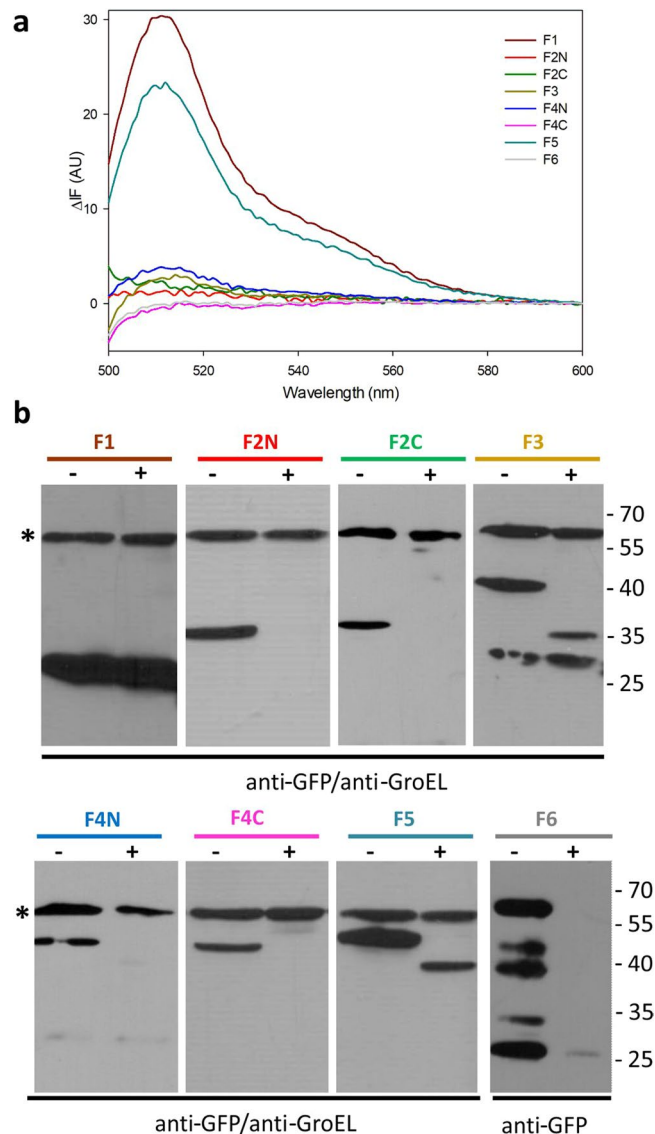 a
30
20
10
0
ΔIF (AU)
500 520 540 560 580 600
Wavelength (nm)
F1
F2N
F2C
F3
F4N
F4C
F5
F6
b
F1 F2N F2C F3
- + - + - + - +
*
- 70
- 55
- 40
- 35
- 25
anti-GFP/anti-GroEL
F4N F4C F5 F6
- + - + - + - +
*
- 70
- 55
- 40
- 35
- 25
anti-GFP/anti-GroEL anti-GFP